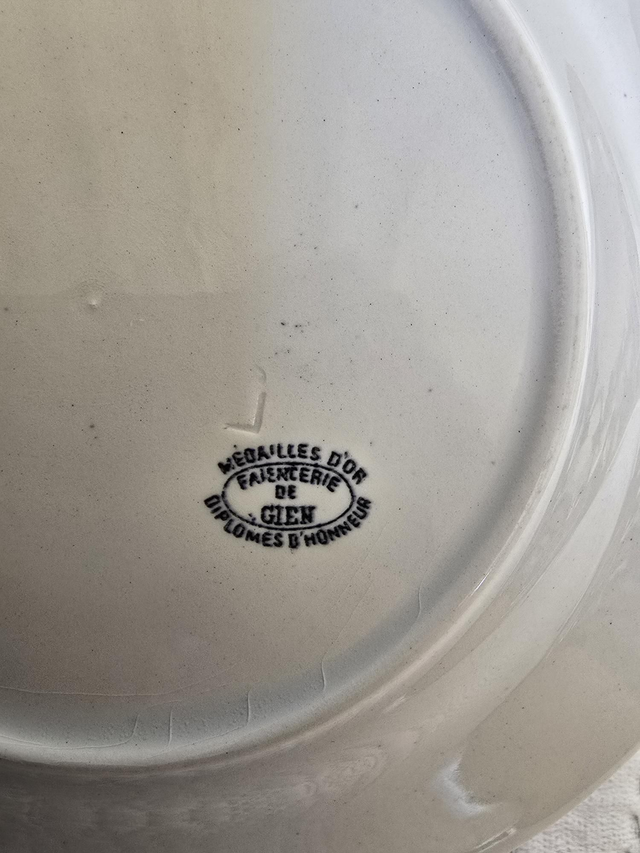 MEDAILLES D'OR
FAIENCERIE
DE
GIEN
DIPLOMES D'HONNEUR